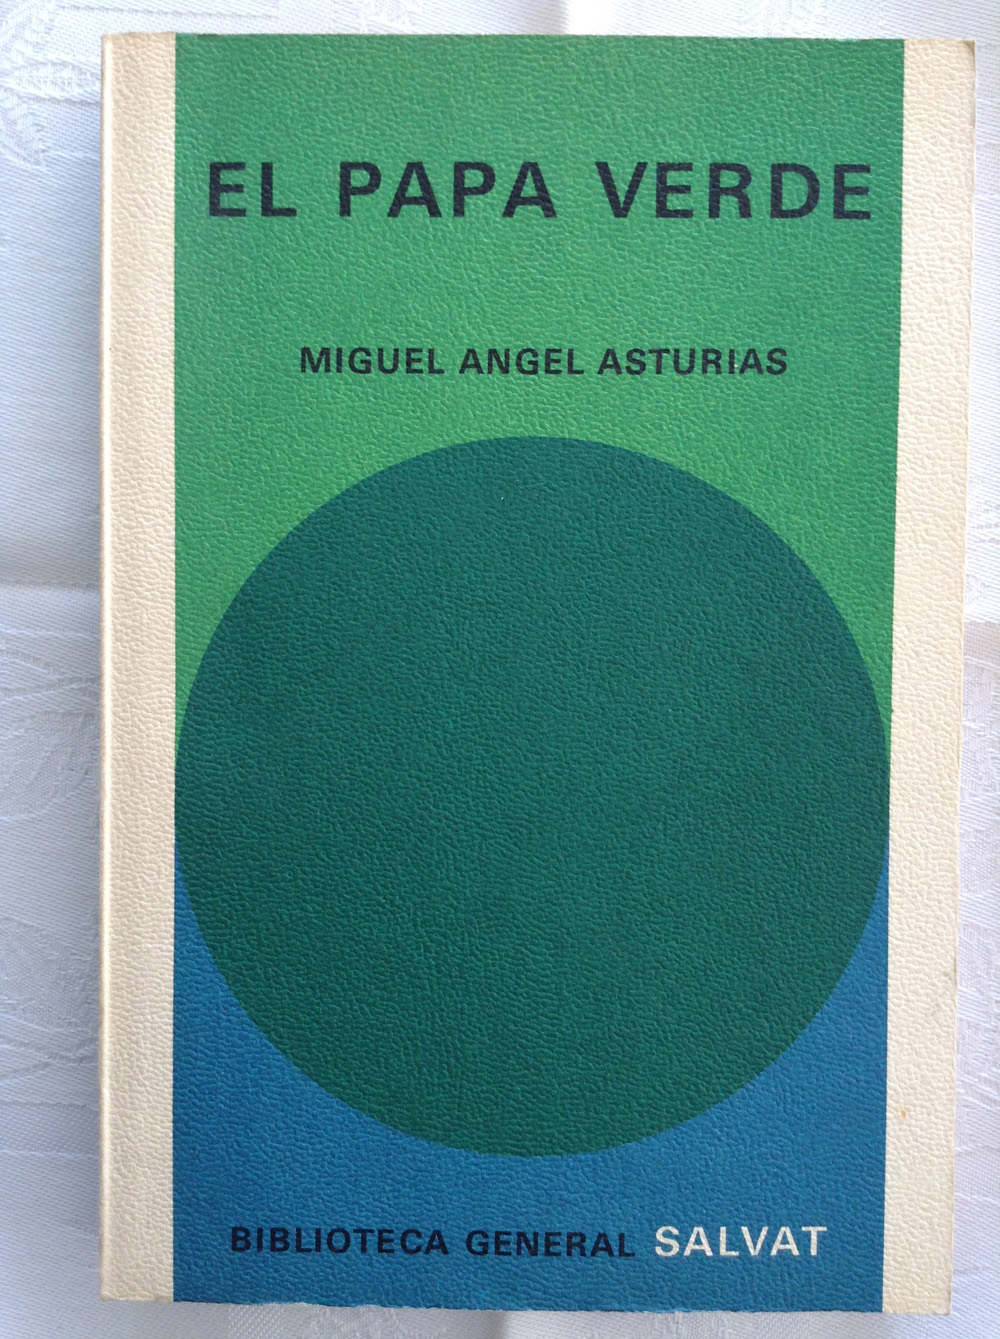 EL PAPA VERDE
MIGUEL ANGEL ASTURIAS
BIBLIOTECA GENERAL SALVAT